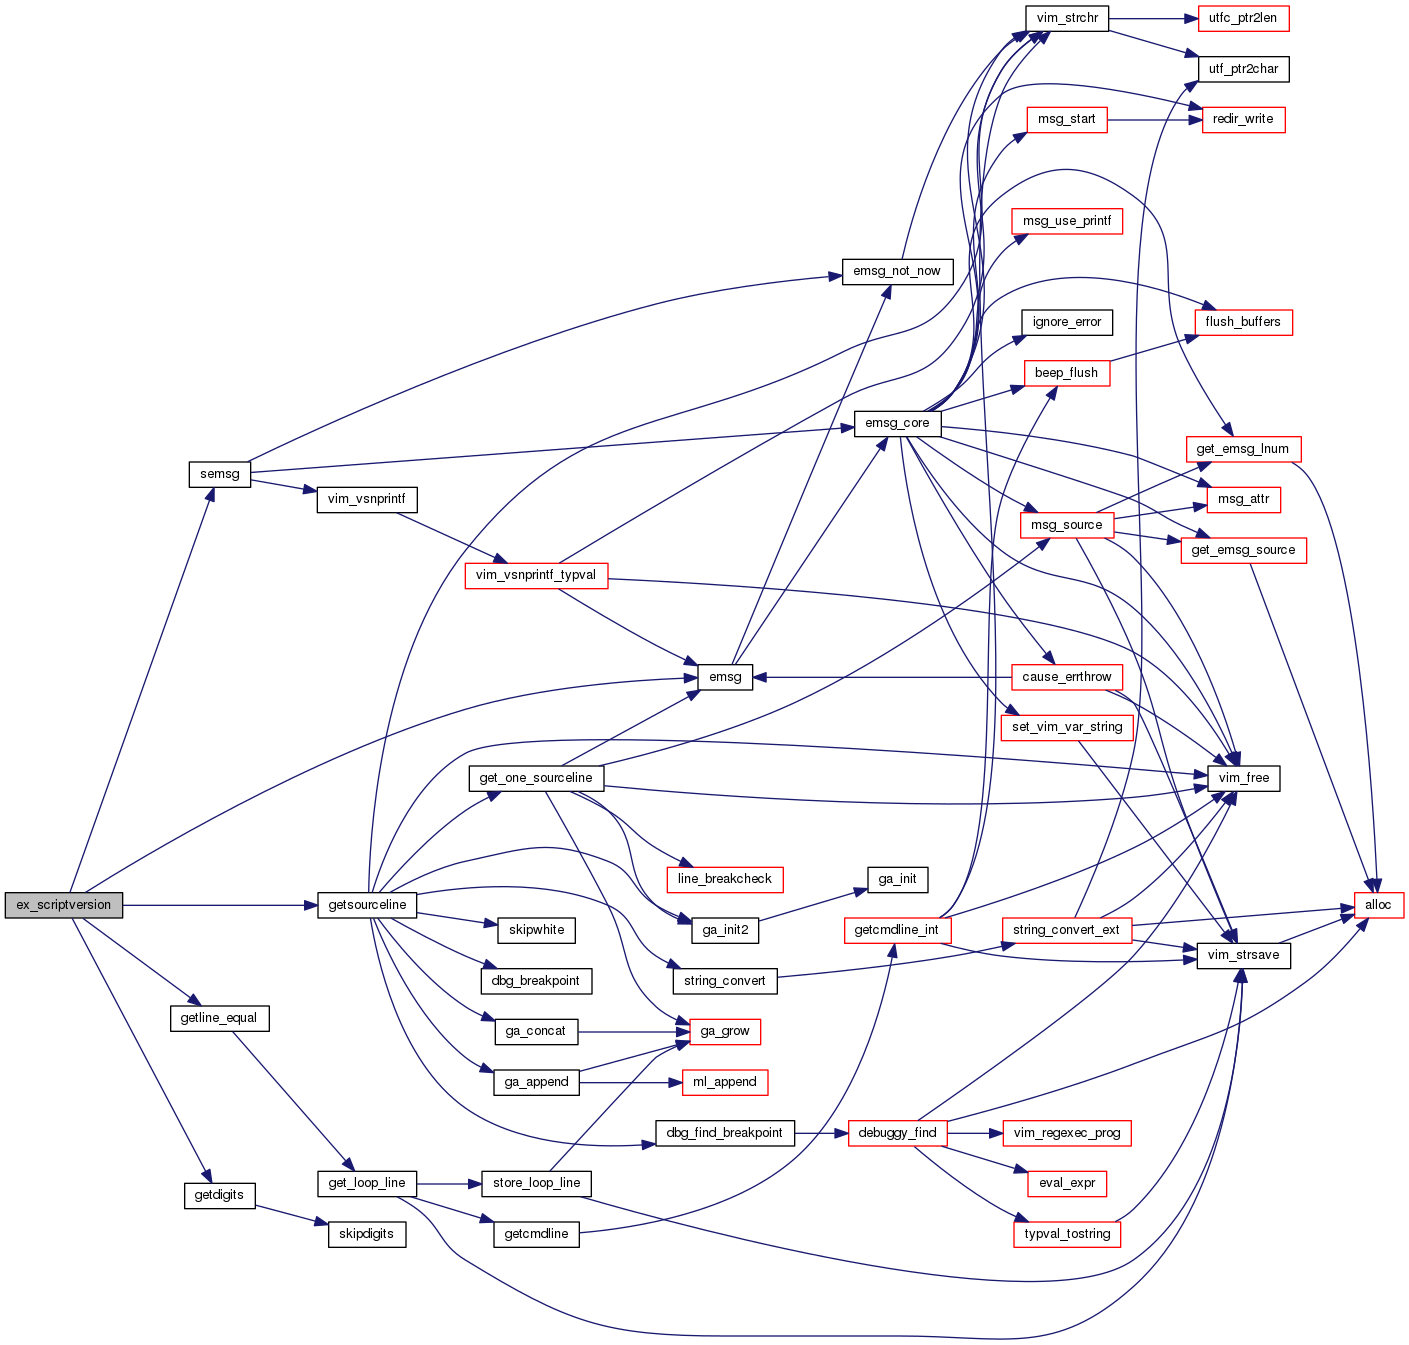 vim_strchr
utfc_ptr2len
utf_ptr2char
msg_start
redir_write
msg_use_printf
emsg_not_now
ignore_error
flush_buffers
beep_flush
emsg_core
get_emsg_lnum
semsg
vim_vsnprintf
msg_attr
msg_source
get_emsg_source
vim_vsnprintf_typval
emsg
cause_errthrow
set_vim_var_string
get_one_sourceline
vim_free
line_breakcheck
ga_init
ex_scriptversion
getsourceline
alloc
skipwhite
ga_init2
getcmdline_int
string_convert_ext
vim_strsave
dbg_breakpoint
string_convert
getline_equal
ga_concat
ga_grow
ga_append
ml_append
dbg_find_breakpoint
debuggy_find
vim_regexec_prog
get_loop_line
store_loop_line
eval_expr
getdigits
skipdigits
getcmdline
typval_tostring